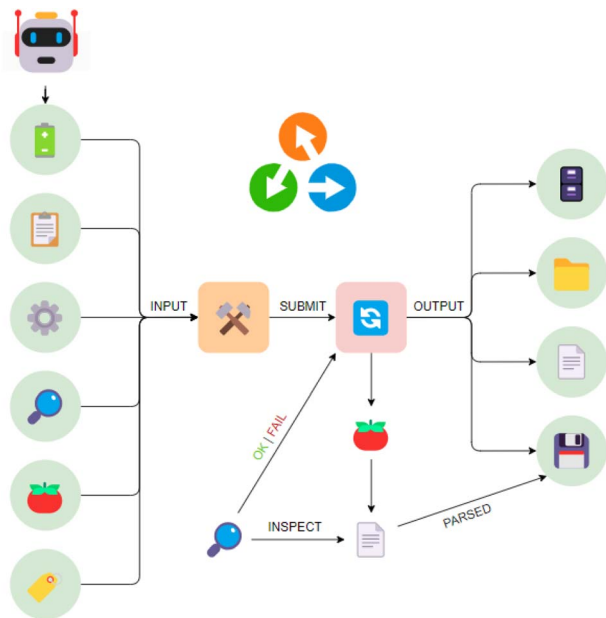 INPUT
SUBMIT
OUTPUT
OK | FAIL
INSPECT
PARSED